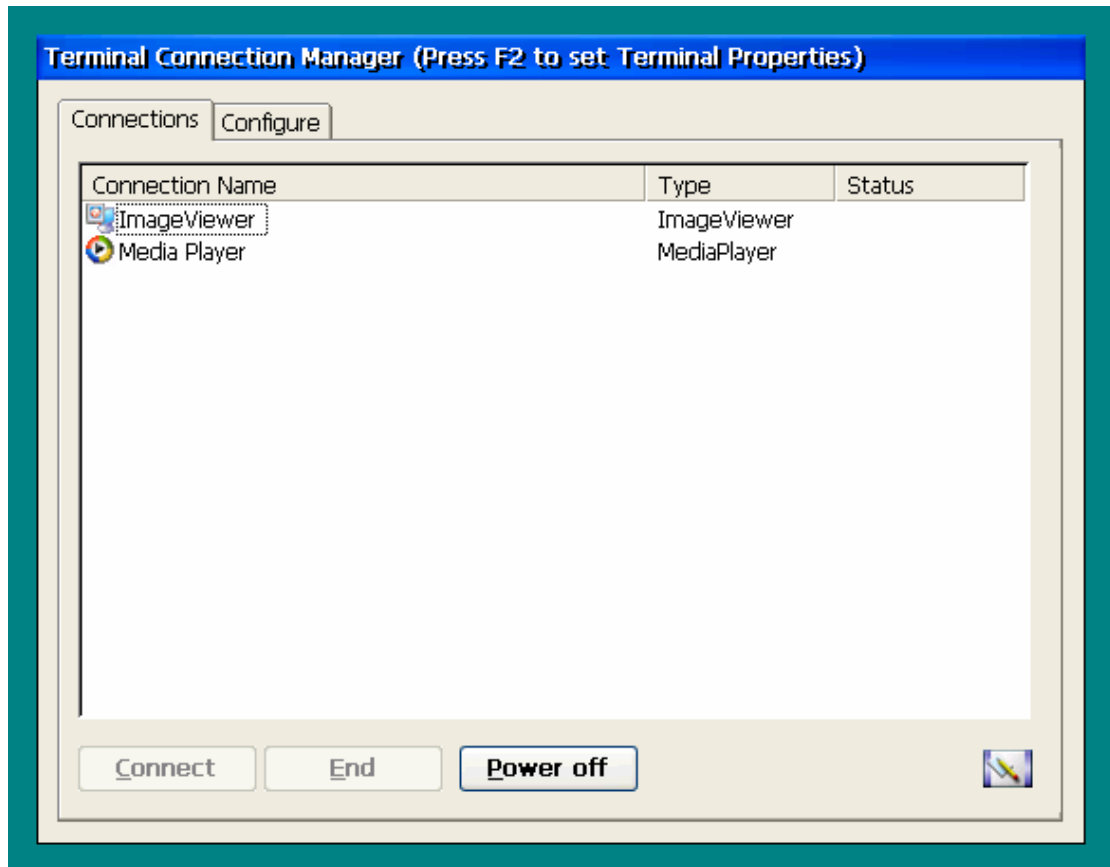 Terminal Connection Manager (Press F2 to set Terminal Properties)
Connections Configure
Connection Name Type Status
ImageViewer ImageViewer
Media Player MediaPlayer
Connect End Power off